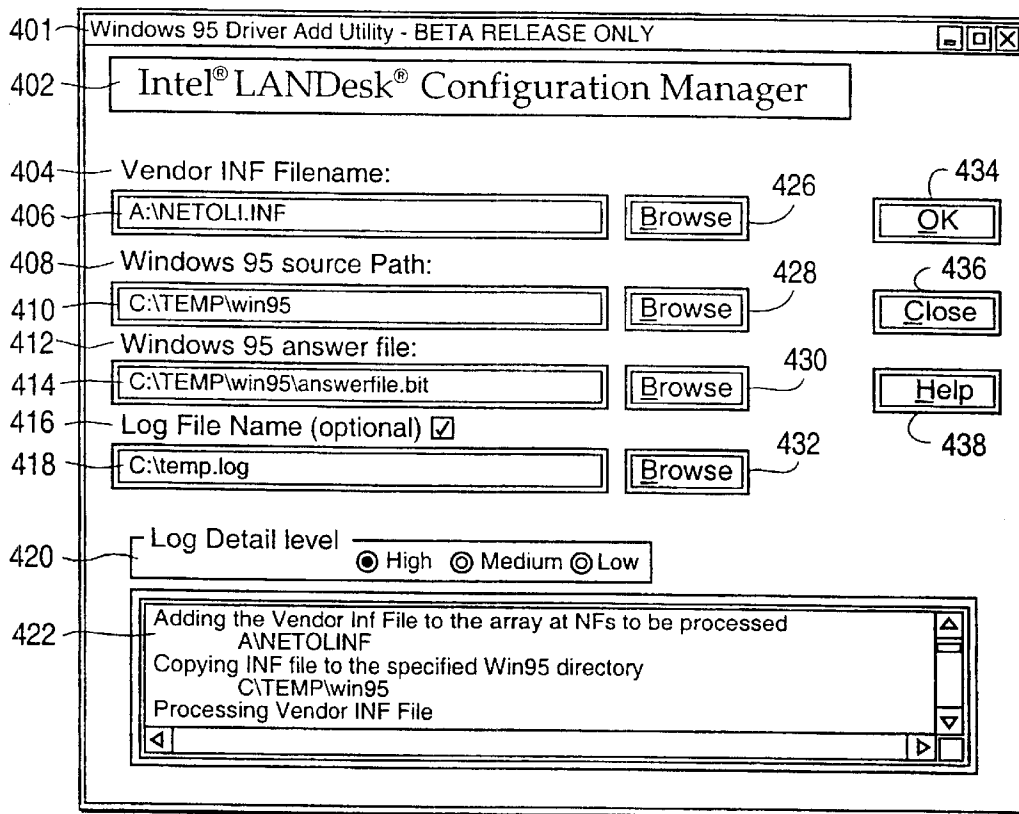 401 Windows 95 Driver Add Utility - BETA RELEASE ONLY
402 Intel® LANDesk® Configuration Manager
404 Vendor INF Filename: 426 434
406 A:\NETOLI.INF Browse OK
408 Windows 95 source Path: 428 436
410 C:\TEMP\win95 Browse Close
412 Windows 95 answer file: 430
414 C:\TEMP\win95\answerfile.bit Browse Help
416 Log File Name (optional) ☑ 432 438
418 C:\temp.log Browse
Log Detail level
420 High Medium Low
Adding the Vendor Inf File to the array at NFs to be processed
422 A\NETOLINF
Copying INF file to the specified Win95 directory
C\TEMP\win95
Processing Vendor INF File